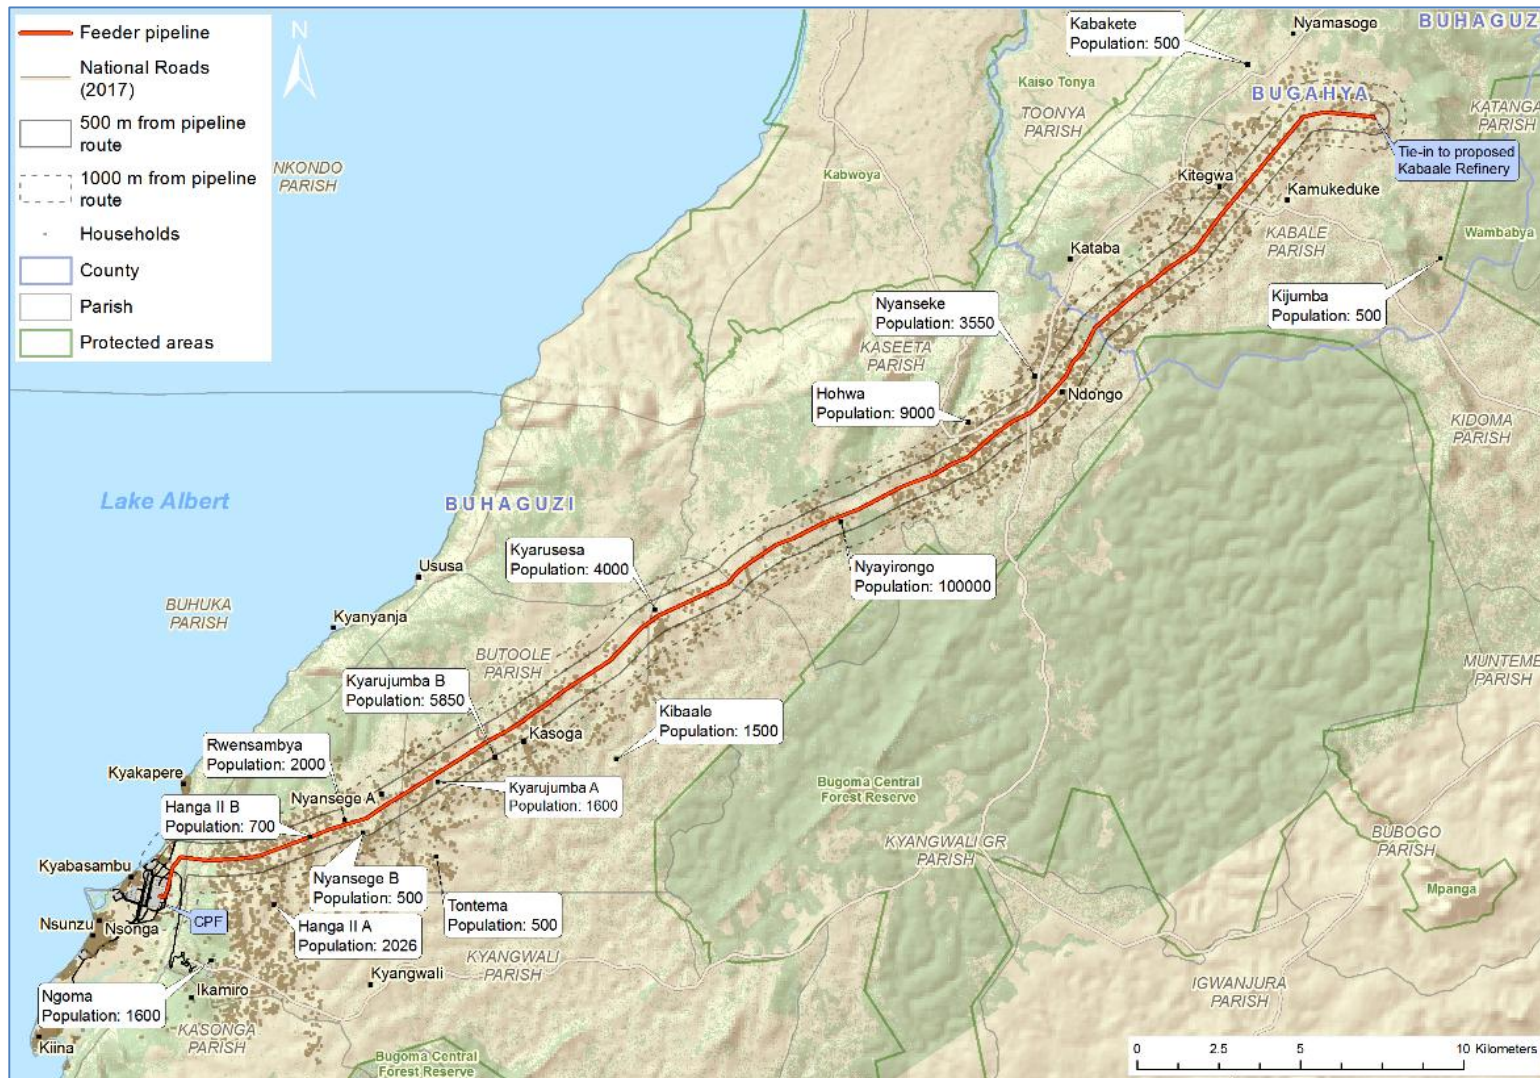 Feeder pipeline
National Roads
(2017)
500 m from pipeline
route
1000 m from pipeline
route
Households
County
Parish
Protected areas
N
NKONDO
PARISH
Kabakete
Population: 500
Nyamasoge
BUHAGUZ
Kaiso Tonya
BUGAHYA
TOONYA
PARISH
KATANGA
PARISH
Tie-in to proposed
Kabaale Refinery
Kabwoya
Kitegwa
Kamukeduke
KABALE
PARISH
Wambabya
Kataba
Kijumba
Population: 500
Nyanseke
Population: 3550
KASEETA
PARISH
Hohwa
Population: 9000
Ndongo
KIDOMA
PARISH
Lake Albert
BUHAGUZI
Kyarusesa
Population: 4000
Nyayirongo
Population: 100000
Ususa
BUHUKA
PARISH
Kyanyanja
BUTOOLE
PARISH
MUNTEME
PARISH
Kyarujumba B
Population: 5850
Kibaale
Population: 1500
Kasoga
Rwensambya
Population: 2000
Kyakapere
Nyansege A
Kyarujumba A
Population: 1600
Bugoma Central
Forest Reserve
Hanga II B
Population: 700
KYANGWALI GR
PARISH
BUBOGO
PARISH
Kyabasambu
Nyansege B
Population: 500
Tontema
Population: 500
Mpanga
CPF
Nsunzu
Nsonga
Hanga II A
Population: 2026
Kyangwali
KYANGWALI
PARISH
Ngoma
Population: 1600
Ikamiro
IGWANJURA
PARISH
KASONGA
PARISH
Kiina
Bugoma Central
Forest Reserve
0 2.5 5 10 Kilometers